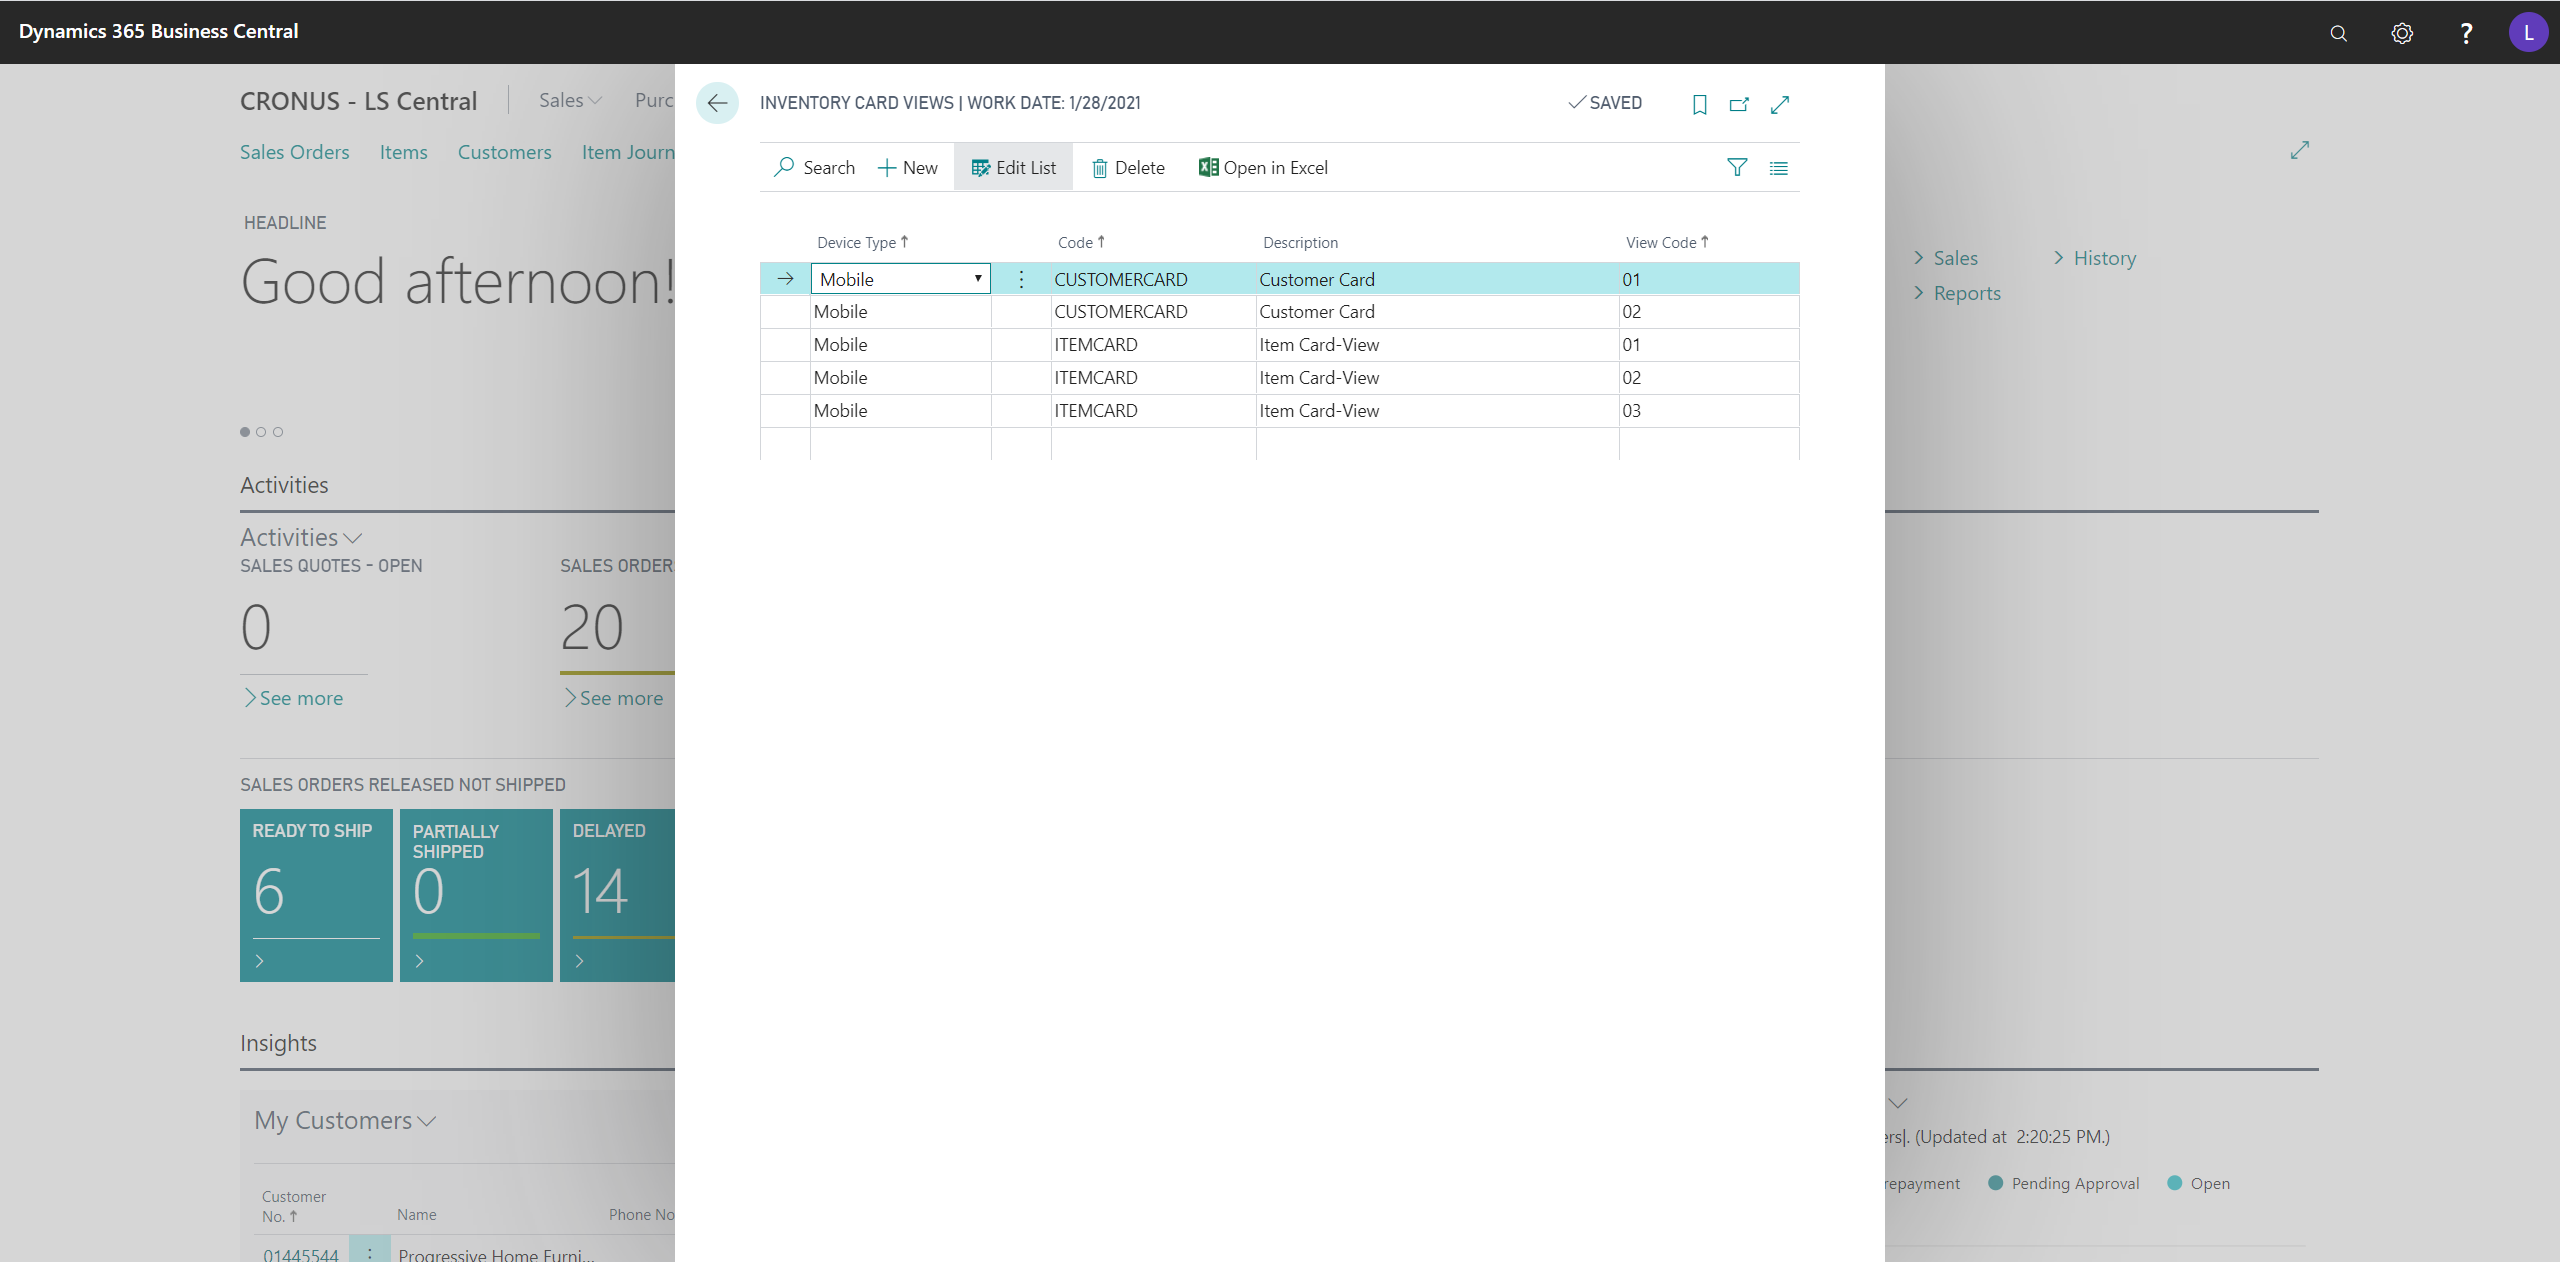 Dynamics 365 Business Central
? L
CRONUS - LS Central
Sales
Purc
Sales Orders
Items
Customers
Item Journ
HEADLINE
Good afternoon!
Activities
Activities
SALES QUOTES - OPEN
SALES ORDER
0
20
See more
See more
SALES ORDERS RELEASED NOT SHIPPED
READY TO SHIP
6
PARTIALLY
SHIPPED
0
DELAYED
14
Insights
My Customers
Customer
No.
Name
Phone No
01445544
Progressive Home Furni...
INVENTORY CARD VIEWS | WORK DATE: 1/28/2021
SAVED
Search
New
Edit List
Delete
Open in Excel
Device Type
Code
Description
View Code
Mobile CUSTOMERCARD Customer Card 01
Mobile CUSTOMERCARD Customer Card 02
Mobile ITEMCARD Item Card-View 01
Mobile ITEMCARD Item Card-View 02
Mobile ITEMCARD Item Card-View 03
Sales
History
Reports
ers|. (Updated at 2:20:25 PM.)
repayment
Pending Approval
Open